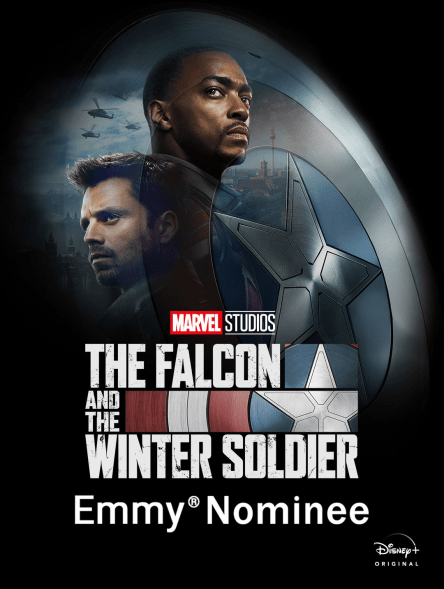 MARVEL STUDIOS
THE FALCON
AND
THE
WINTER SOLDIER
Emmy® Nominee
Disney+
ORIGINAL